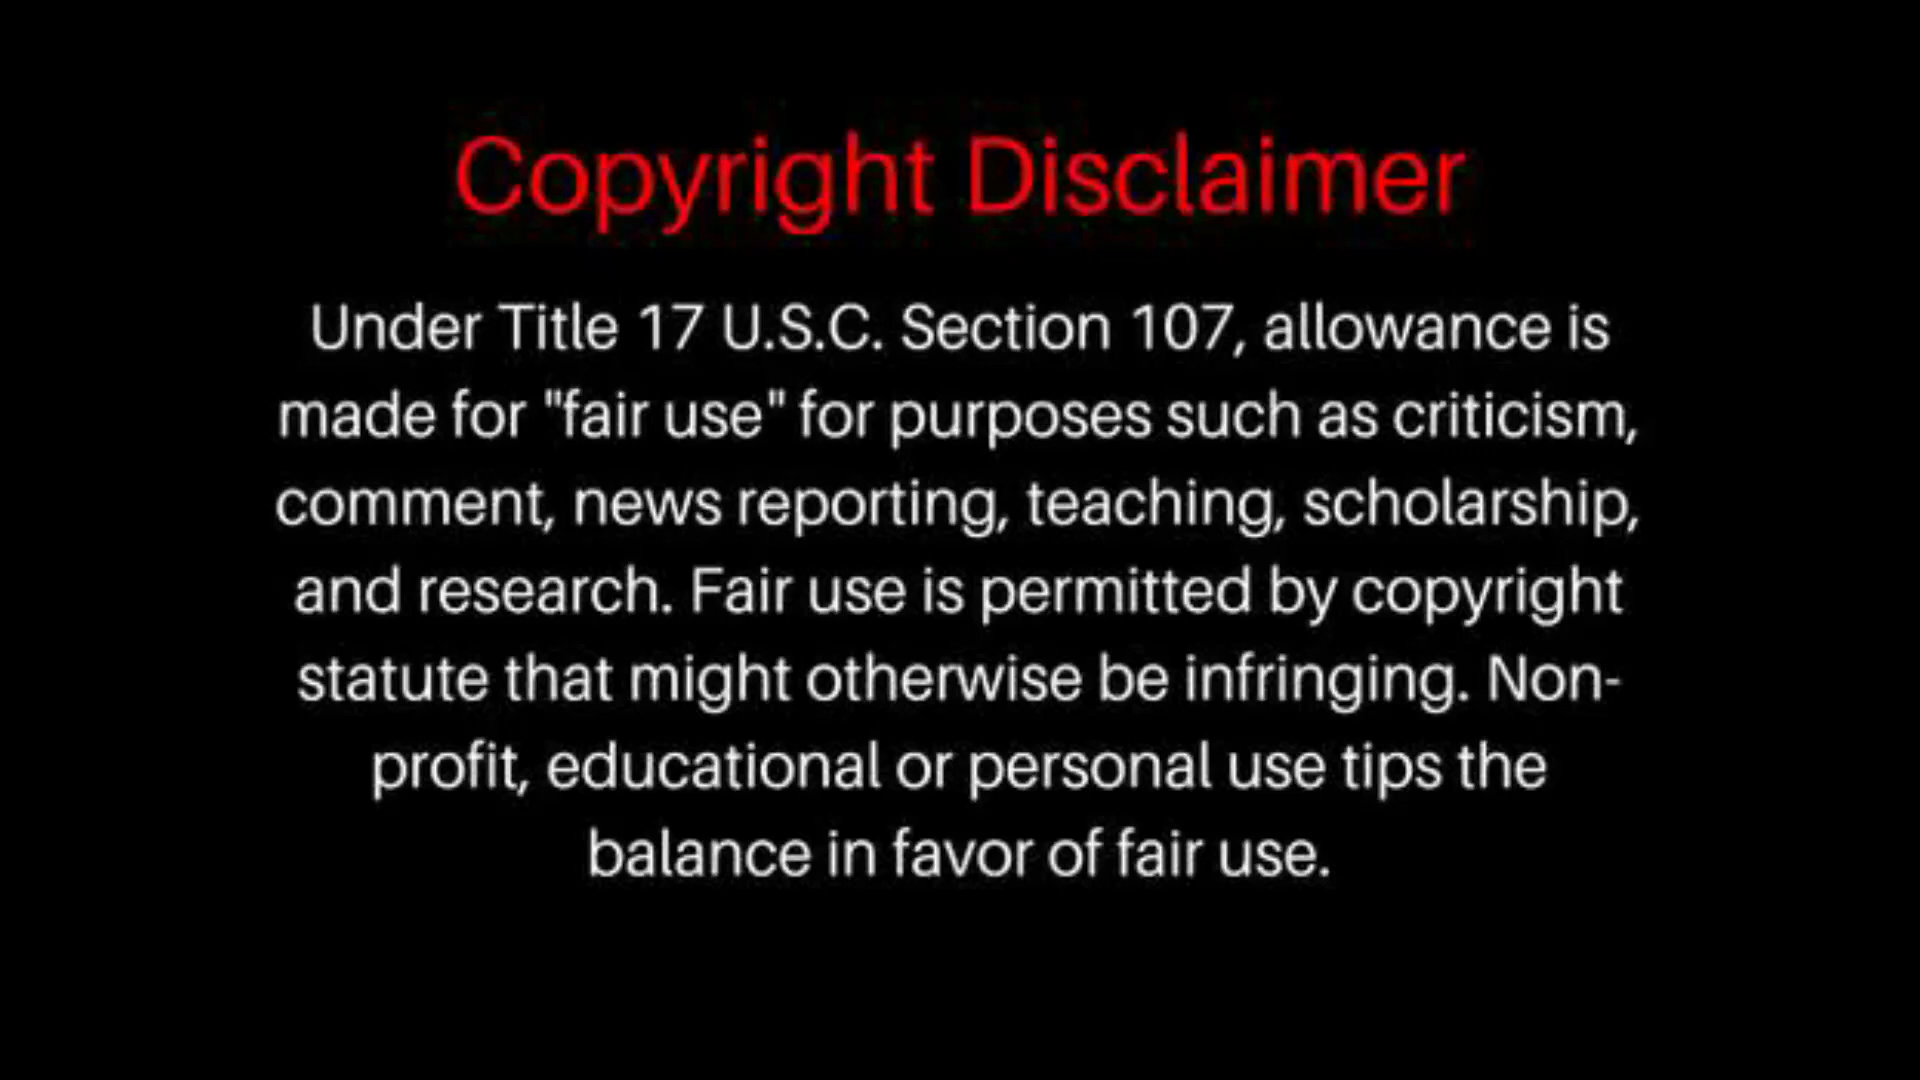 Copyright Disclaimer
Under Title 17 U.S.C. Section 107, allowance is
made for "fair use" for purposes such as criticism,
comment, news reporting, teaching, scholarship,
and research. Fair use is permitted by copyright
statute that might otherwise be infringing. Non-
profit, educational or personal use tips the
balance in favor of fair use.